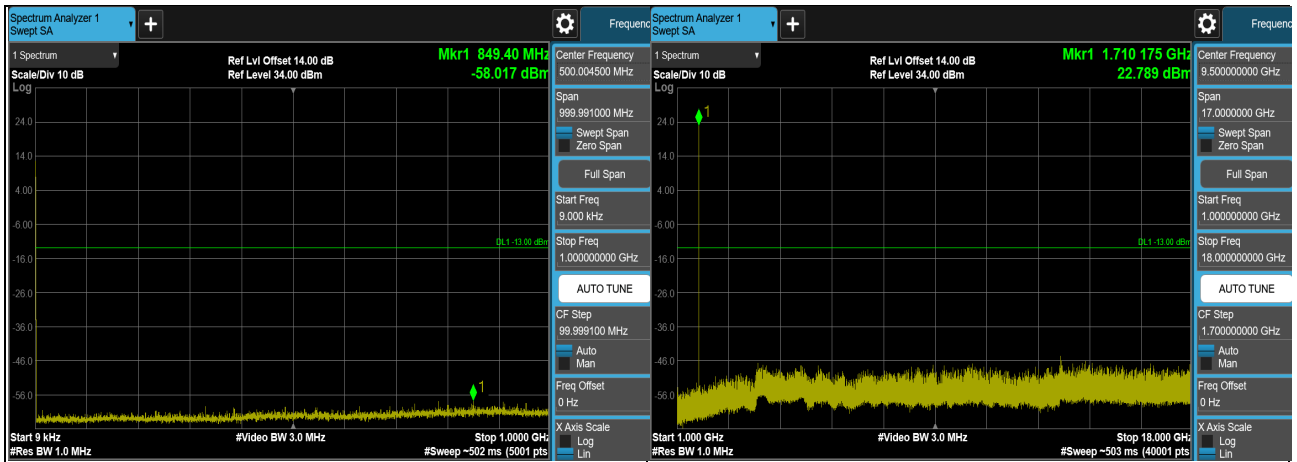 Spectrum Analyzer 1
Swept SA
+
Frequenc
1 Spectrum
Scale/Div 10 dB
Log
Ref Lvl Offset 14.00 dB
Ref Level 34.00 dBm
Mkr1 849.40 MHz
-58.017 dBm
1
24.0
14.0
4.00
-6.00
-16.0
-26.0
-36.0
-46.0
-56.0
DL1 -13.00 dBm
Start 9 kHz
#Res BW 1.0 MHz
#Video BW 3.0 MHz
Stop 1.0000 GHz
#Sweep ~502 ms (5001 pts
Center Frequency
500.004500 MHz
Span
999.991000 MHz
Swept Span
Zero Span
Full Span
Start Freq
9.000 kHz
Stop Freq
1.000000000 GHz
AUTO TUNE
CF Step
99.999100 MHz
Auto
Man
Freq Offset
0 Hz
X Axis Scale
Log
Lin
Spectrum Analyzer 1
Swept SA
+
Frequenc
1 Spectrum
Scale/Div 10 dB
Log
Ref Lvl Offset 14.00 dB
Ref Level 34.00 dBm
Mkr1 1.710 175 GHz
22.789 dBm
1
24.0
14.0
4.00
-6.00
-16.0
-26.0
-36.0
-46.0
-56.0
DL1 -13.00 dBm
Start 1.000 GHz
#Res BW 1.0 MHz
#Video BW 3.0 MHz
Stop 18.000 GHz
#Sweep ~503 ms (40001 pts
Center Frequency
9.500000000 GHz
Span
17.0000000 GHz
Swept Span
Zero Span
Full Span
Start Freq
1.000000000 GHz
Stop Freq
18.000000000 GHz
AUTO TUNE
CF Step
1.700000000 GHz
Auto
Man
Freq Offset
0 Hz
X Axis Scale
Log
Lin